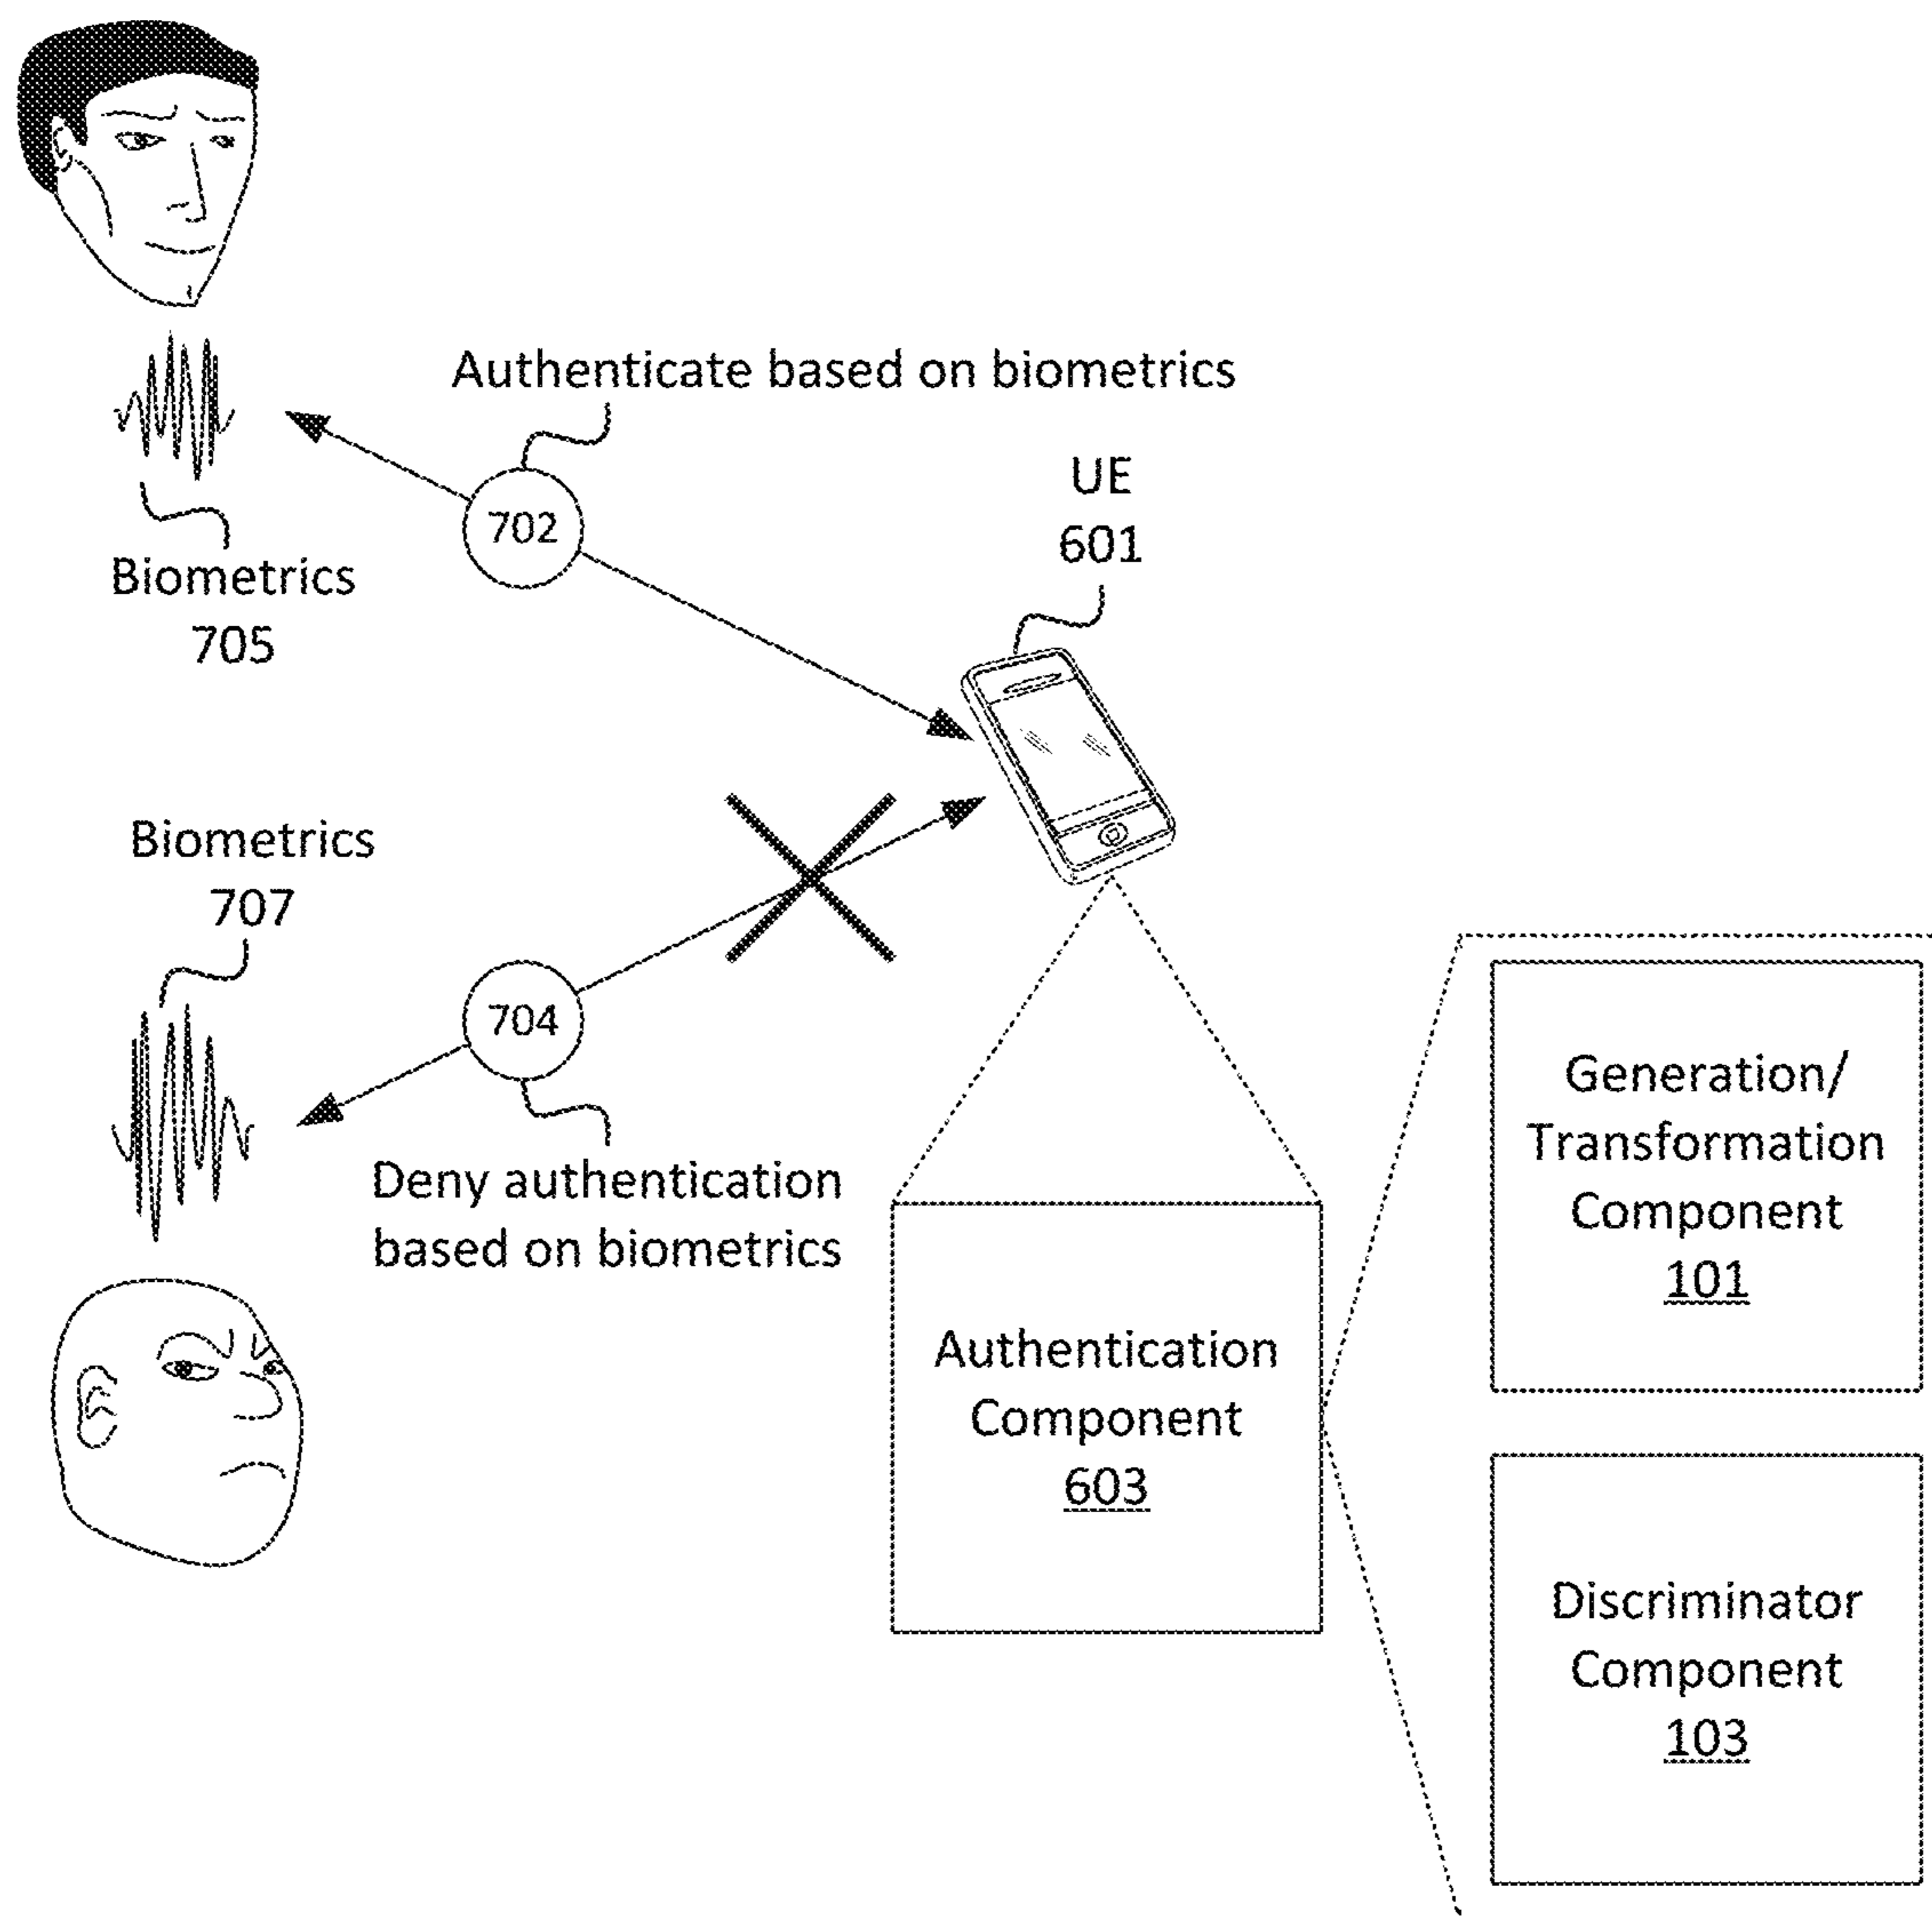 Authenticate based on biometrics
UE
601
702
Biometrics
705
Biometrics
707
704
Deny authentication
based on biometrics
Authentication
Component
603
Generation/
Transformation
Component
101
Discriminator
Component
103